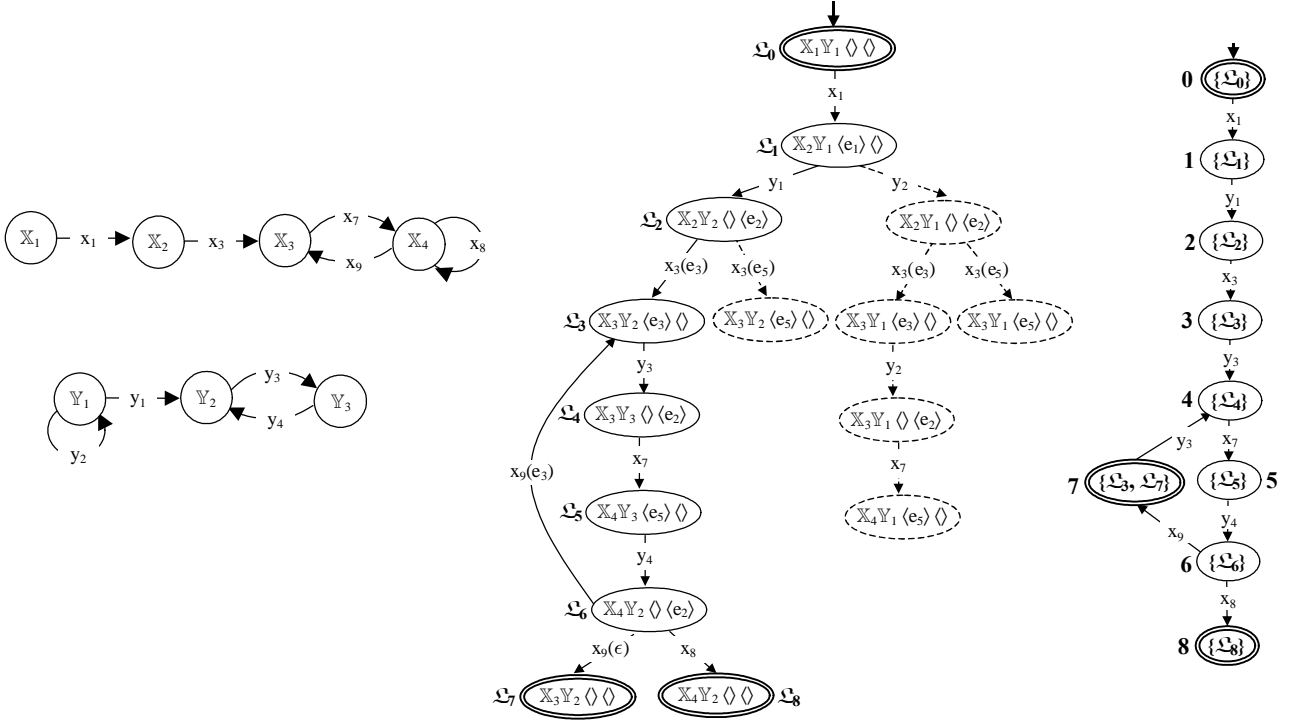 𝕏₁ x₁ 𝕏₂ x₃ 𝕏₃ x₇ x₉ 𝕏₄ x₈
𝕐₁ y₂ y₁ 𝕐₂ y₃ y₄ 𝕐₃
𝔏₀ 𝕏₁𝕐₁ ⟨⟩ ⟨⟩
x₁
𝔏₁ 𝕏₂𝕐₁ ⟨e₁⟩ ⟨⟩
y₁ y₂
𝔏₂ 𝕏₂𝕐₂ ⟨⟩ ⟨e₂⟩ 𝕏₂𝕐₁ ⟨⟩ ⟨e₂⟩
x₃(e₃) x₃(e₅) x₃(e₃) x₃(e₅)
𝔏₃ 𝕏₃𝕐₂ ⟨e₃⟩ ⟨⟩ 𝕏₃𝕐₂ ⟨e₅⟩ ⟨⟩ 𝕏₃𝕐₁ ⟨e₃⟩ ⟨⟩ 𝕏₃𝕐₁ ⟨e₅⟩ ⟨⟩
y₃ y₂
𝔏₄ 𝕏₃𝕐₃ ⟨⟩ ⟨e₂⟩ 𝕏₃𝕐₁ ⟨⟩ ⟨e₂⟩
x₉(e₃) x₇ x₇
𝔏₅ 𝕏₄𝕐₃ ⟨e₅⟩ ⟨⟩ 𝕏₄𝕐₁ ⟨e₅⟩ ⟨⟩
y₄
𝔏₆ 𝕏₄𝕐₂ ⟨⟩ ⟨e₂⟩
x₉(ϵ) x₈
𝔏₇ 𝕏₃𝕐₂ ⟨⟩ ⟨⟩ 𝕏₄𝕐₂ ⟨⟩ ⟨⟩ 𝔏₈
0 {𝔏₀}
x₁
1 {𝔏₁}
y₁
2 {𝔏₂}
x₃
3 {𝔏₃}
y₃
4 {𝔏₄}
y₃ x₇
7 {𝔏₃, 𝔏₇} {𝔏₅} 5
x₉ y₄
6 {𝔏₆}
x₈
8 {𝔏₈}